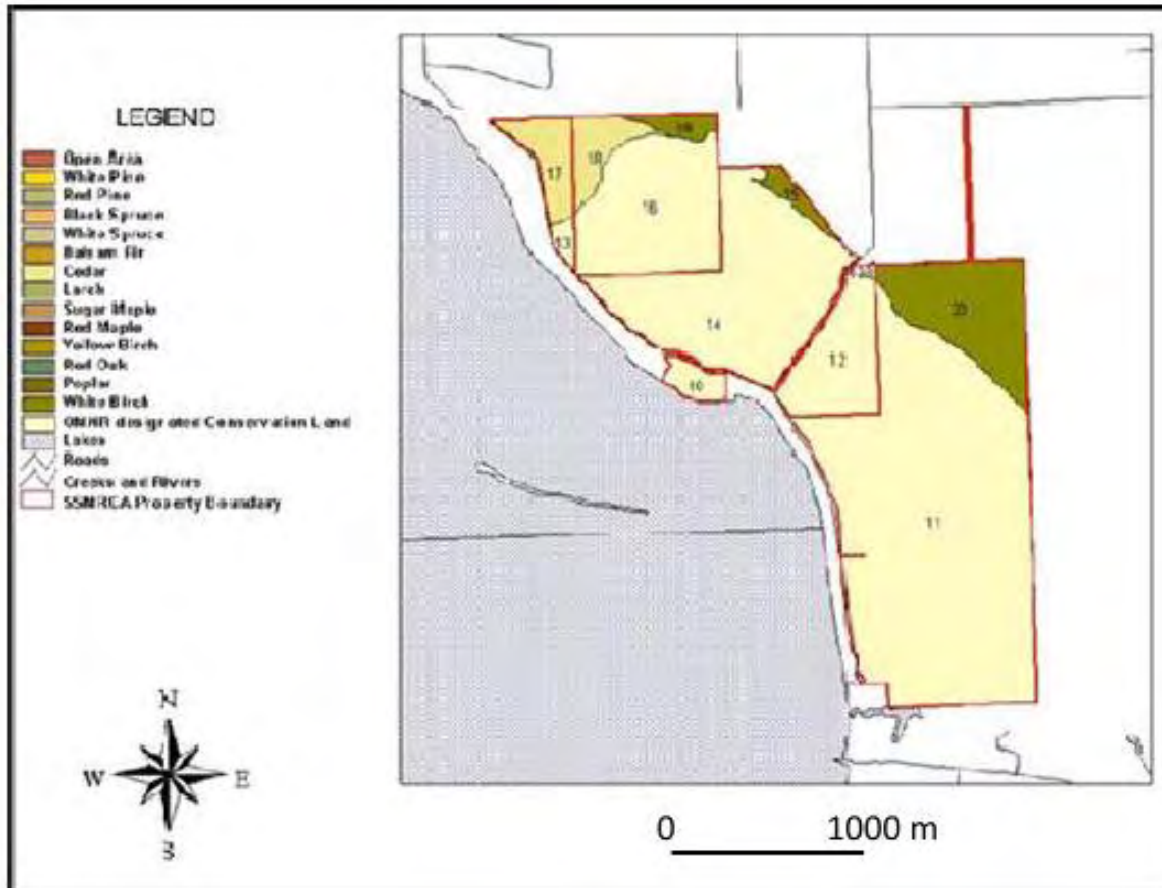 LEGEND
Open Area
White Pine
Red Pine
Black Spruce
White Spruce
Balsam Fir
Cedar
Larch
Sugar Maple
Red Maple
Yellow Birch
Red Oak
Poplar
White Birch
OMNR designated Conservation Land
Lakes
Roads
Creeks and Rivers
SSMRCA Property Boundary
N
W E
S
17
18
16
13
14
12
10
11
0 1000 m